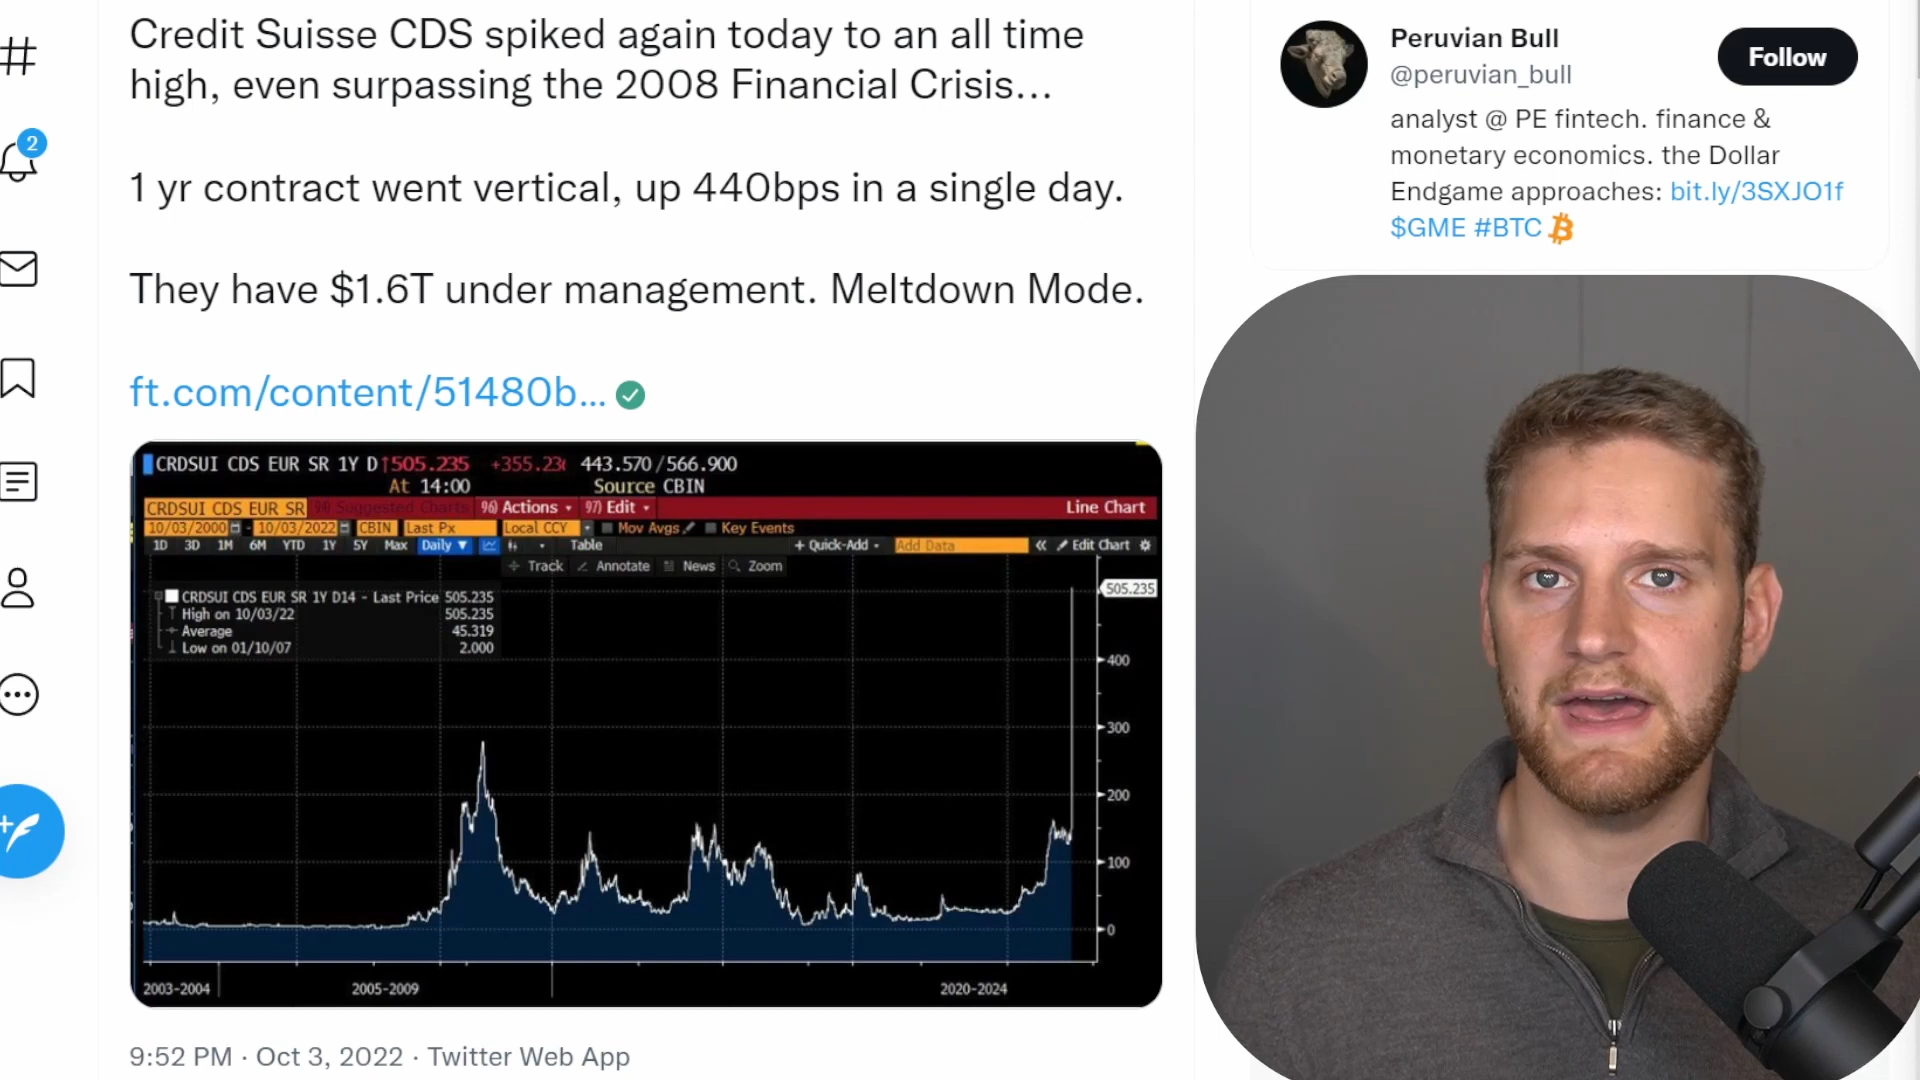 Credit Suisse CDS spiked again today to an all time
high, even surpassing the 2008 Financial Crisis...
1 yr contract went vertical, up 440bps in a single day.
They have $1.6T under management. Meltdown Mode.
ft.com/content/51480b...
CRDSUI CDS EUR SR 1Y D↑505.235 +355.23 443.570/566.900
At 14:00 Source CBIN
CRDSUI CDS EUR SR 96) Actions 97) Edit Line Chart
10/03/2000 - 10/03/2022 CBIN Last Px Local CCY Mov Avgs Key Events
1D 3D 1M 6M YTD 1Y 5Y Max Daily ▼ Table + Quick-Add Add Data « Edit Chart
Track Annotate News Zoom
CRDSUI CDS EUR SR 1Y D14 - Last Price 505.235
High on 10/03/22 505.235
Average 45.319
Low on 01/10/07 2.000
505.235
400
300
200
100
0
2003-2004 2005-2009 2020-2024
9:52 PM · Oct 3, 2022 · Twitter Web App
2
Peruvian Bull
@peruvian_bull
Follow
analyst @ PE fintech. finance &
monetary economics. the Dollar
Endgame approaches: bit.ly/3SXJO1f
$GME #BTC